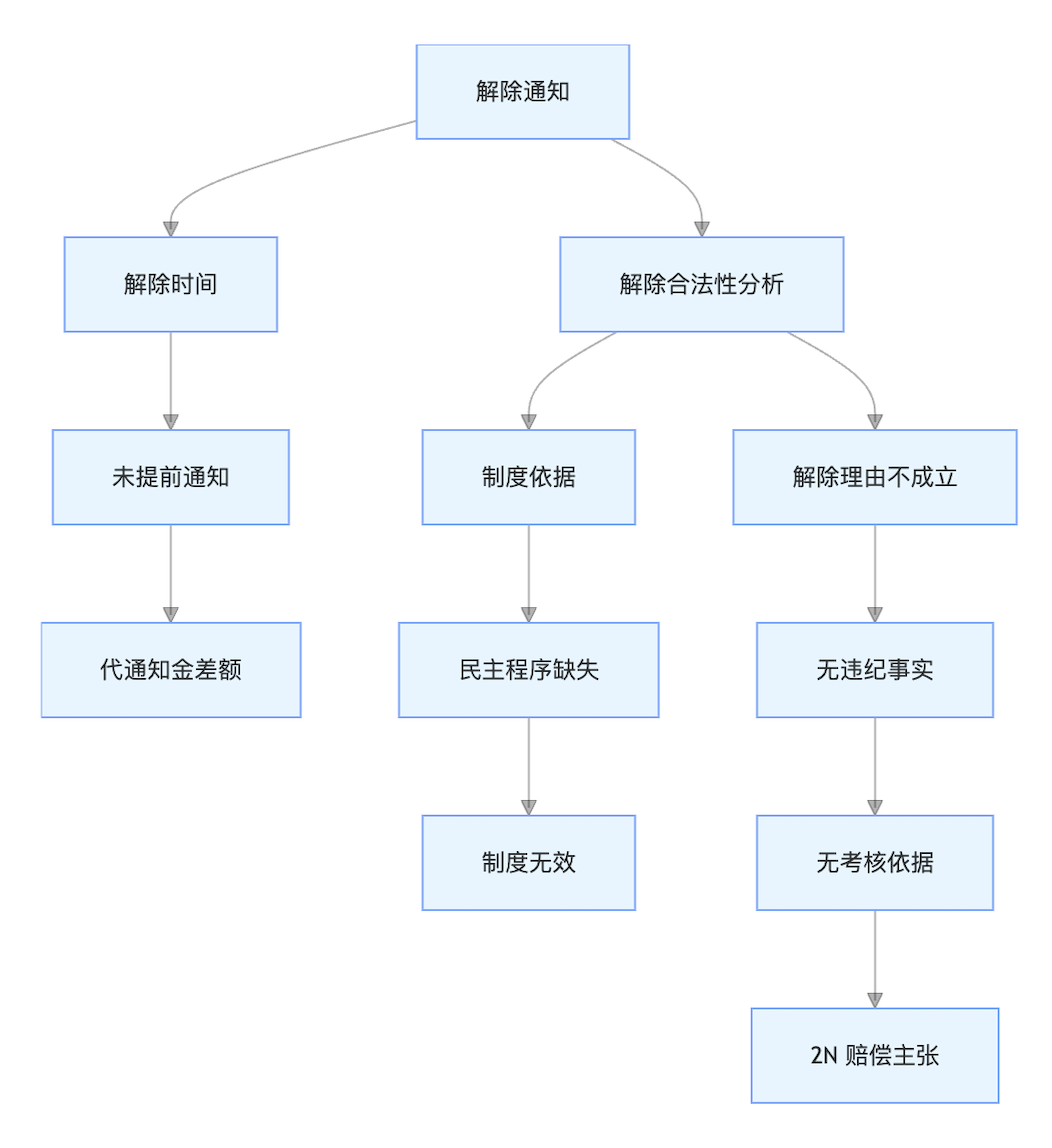 解除通知
解除时间
解除合法性分析
未提前通知
制度依据
解除理由不成立
代通知金差额
民主程序缺失
无违纪事实
制度无效
无考核依据
2N 赔偿主张